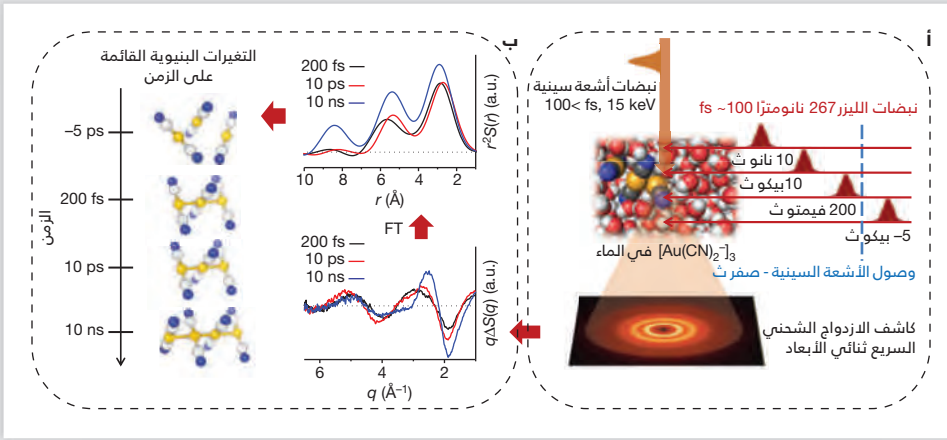 أ
نبضات أشعة سينية
100< fs, 15 keV
نبضات الليزر267 نانومترًا 100~ fs
10 نانو ث
10بيكو ث
200 فيمتو ث
5– بيكو ث
[Au(CN)₂⁻]₃ في الماء
وصول الأشعة السينية - صفر ث
كاشف الازدواج الشحني
السريع ثنائي الأبعاد
ب
200 fs
10 ps
10 ns
r²S(r) (a.u.)
10 8 6 4 2
r (Å)
FT
200 fs
10 ps
10 ns
qΔS(q) (a.u.)
6 4 2
q (Å⁻¹)
التغيرات البنيوية القائمة
على الزمن
الزمن
–5 ps
200 fs
10 ps
10 ns